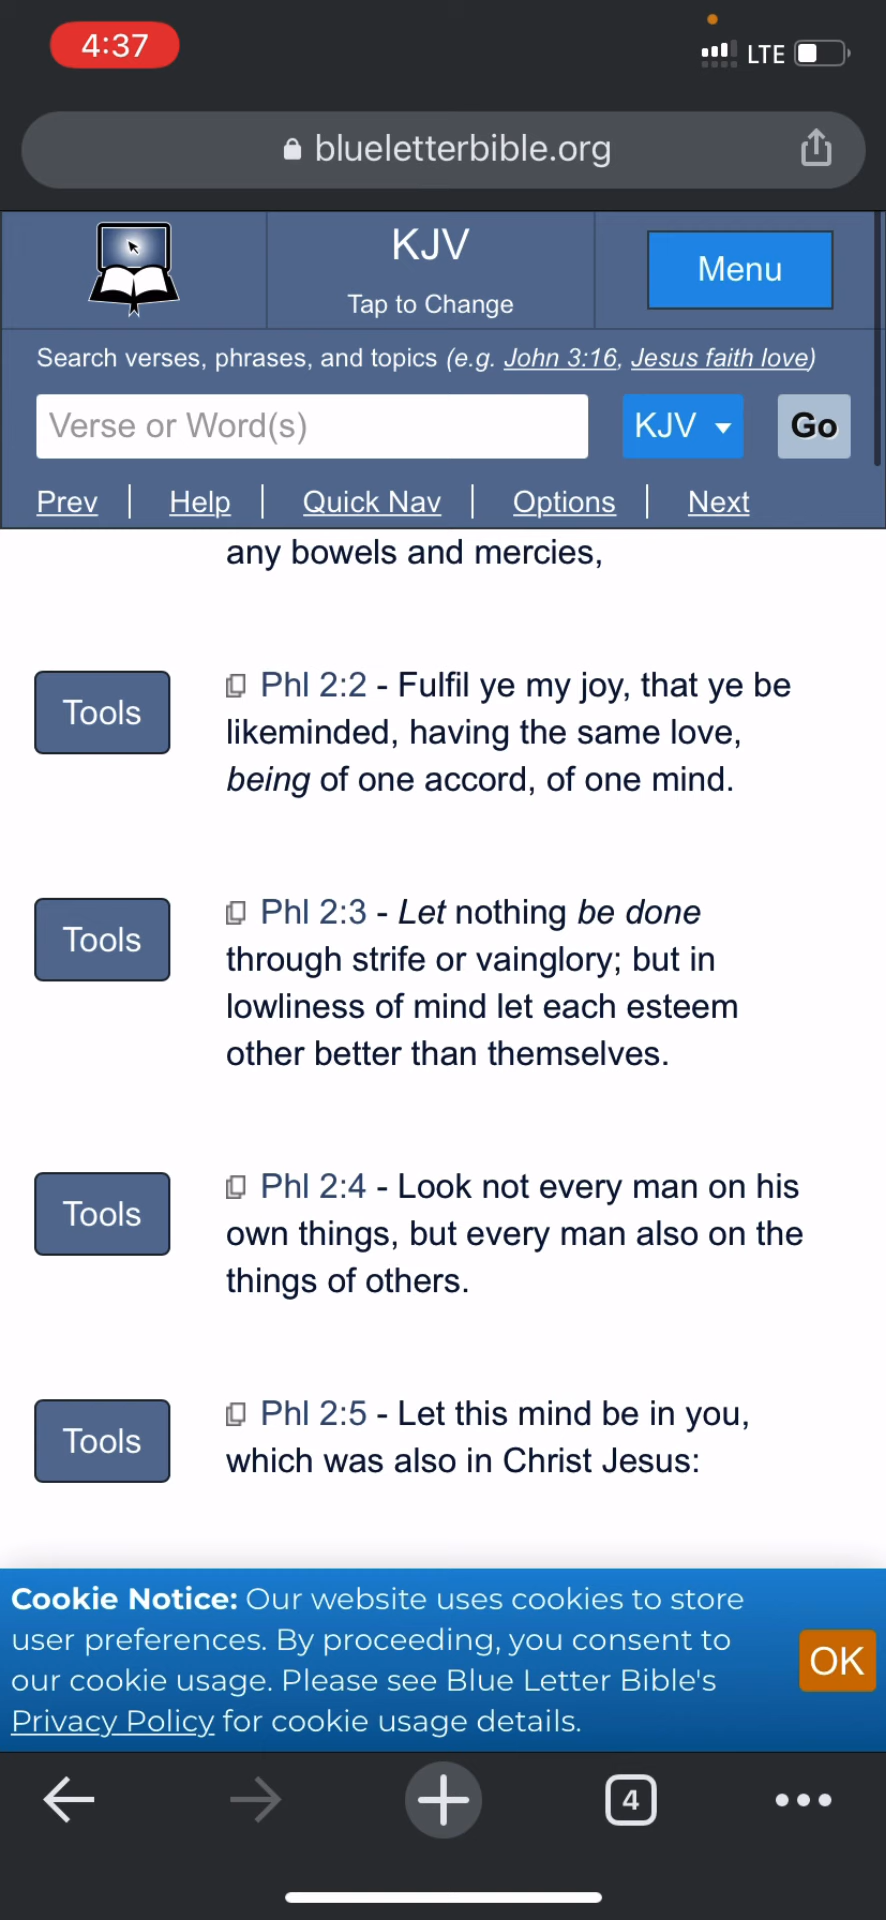 4:37
LTE
blueletterbible.org
KJV
Tap to Change
Menu
Search verses, phrases, and topics (e.g. John 3:16, Jesus faith love)
Verse or Word(s)
KJV
Go
Prev | Help | Quick Nav | Options | Next
any bowels and mercies,
Tools
Phl 2:2 - Fulfil ye my joy, that ye be
likeminded, having the same love,
being of one accord, of one mind.
Tools
Phl 2:3 - Let nothing be done
through strife or vainglory; but in
lowliness of mind let each esteem
other better than themselves.
Tools
Phl 2:4 - Look not every man on his
own things, but every man also on the
things of others.
Tools
Phl 2:5 - Let this mind be in you,
which was also in Christ Jesus:
Cookie Notice: Our website uses cookies to store
user preferences. By proceeding, you consent to
our cookie usage. Please see Blue Letter Bible's
Privacy Policy for cookie usage details.
OK
4